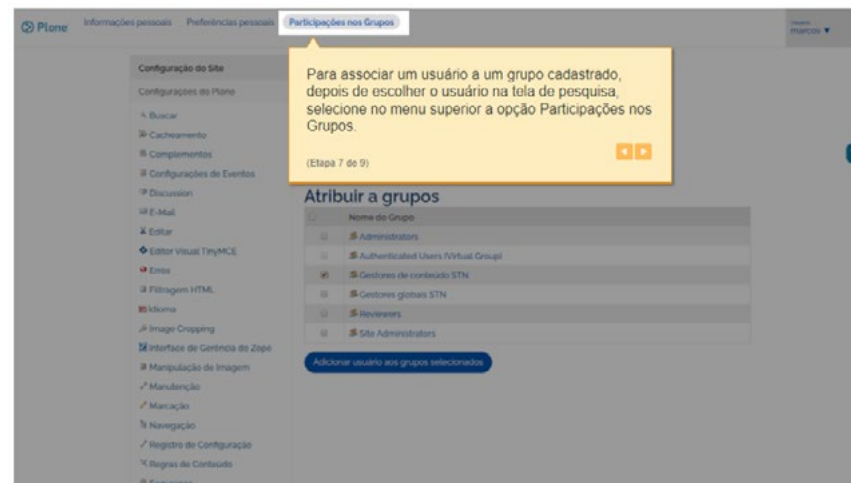 Plone
Informações pessoais
Preferências pessoais
Participações nos Grupos
marcos ▼
Configuração do Site
Configurações do Plone
Buscar
Cacheamento
Complementos
Configurações de Eventos
Discussion
E-Mail
Editar
Editor Visual TinyMCE
Erros
Filtragem HTML
Idioma
Image Cropping
Interface de Gerência do Zope
Manipulação de Imagem
Manutenção
Marcação
Navegação
Registro de Configuração
Regras de Conteúdo
Para associar um usuário a um grupo cadastrado,
depois de escolher o usuário na tela de pesquisa,
selecione no menu superior a opção Participações nos
Grupos.
(Etapa 7 de 9)
Atribuir a grupos
Nome do Grupo
Administrators
Authenticated Users (Virtual Group)
Gestores de conteúdo STN
Gestores globais STN
Reviewers
Site Administrators
Adicionar usuário aos grupos selecionados